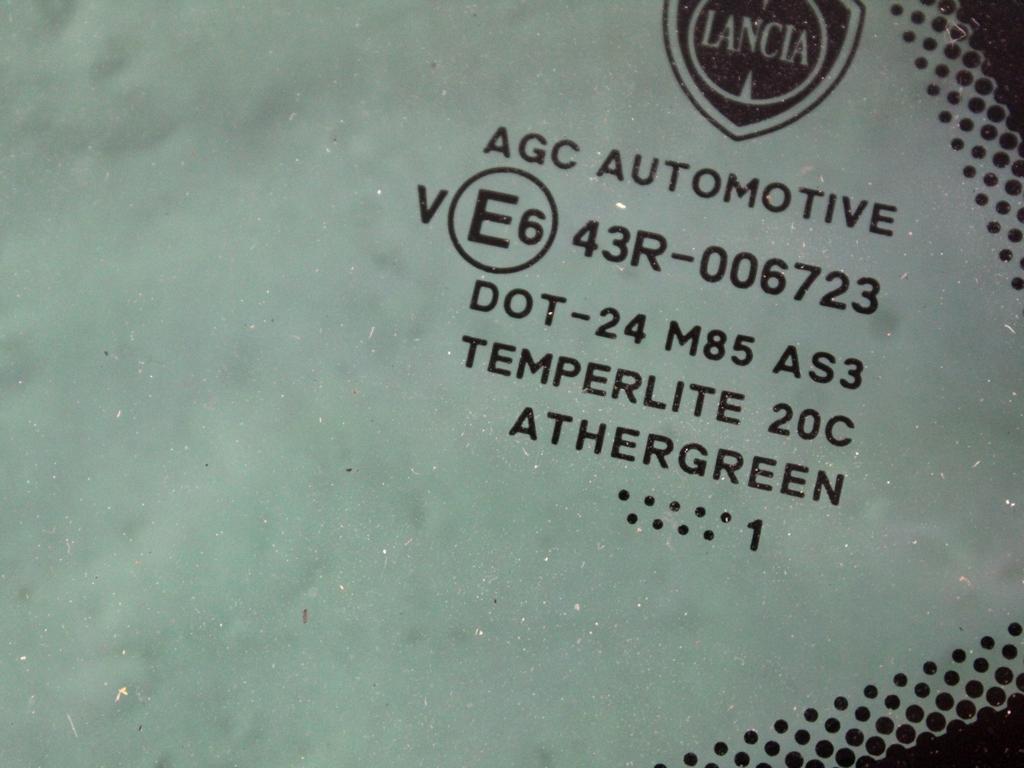 LANCIA
AGC AUTOMOTIVE
V E6 43R-006723
DOT-24 M85 AS3
TEMPERLITE 20C
ATHERGREEN
1